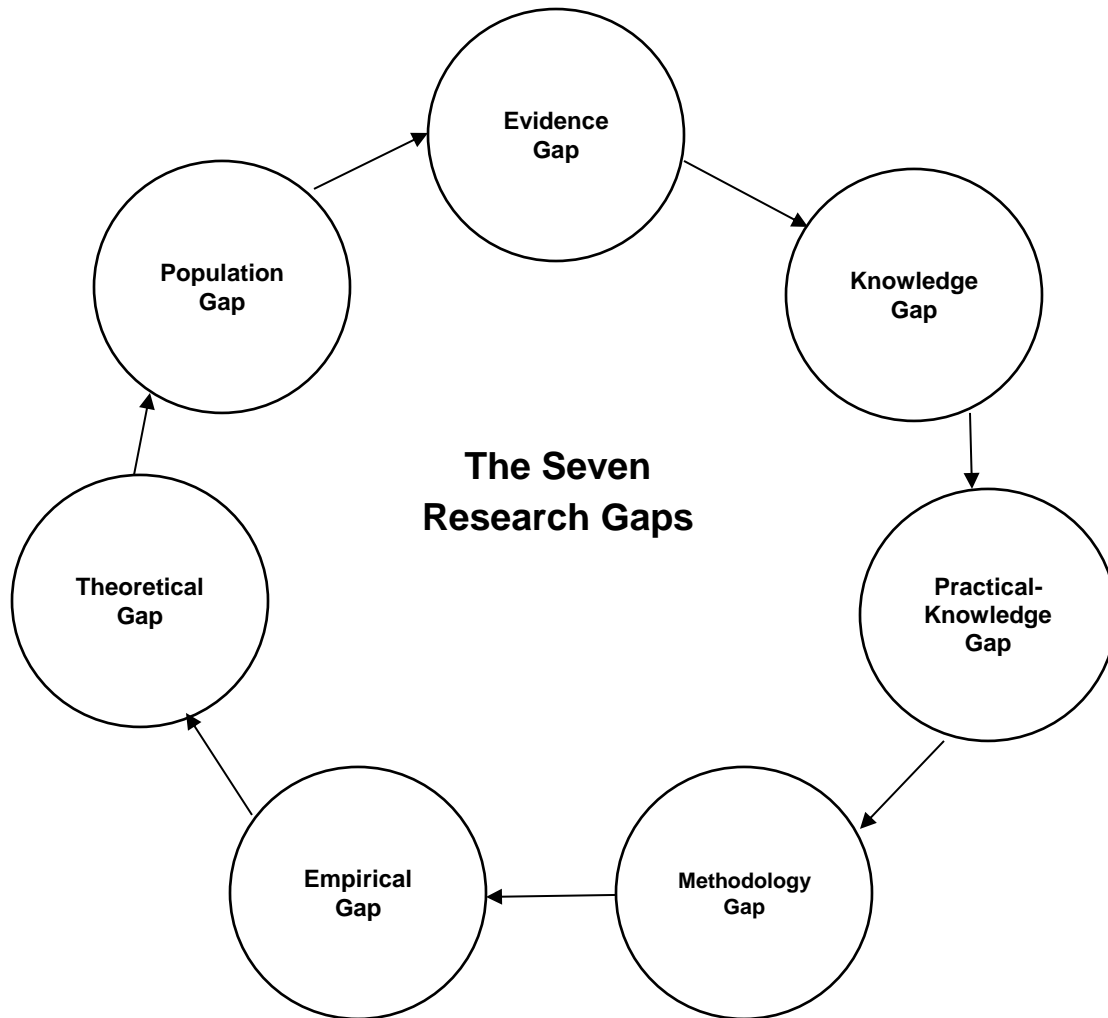 Evidence
Gap
Population
Gap
Knowledge
Gap
The Seven
Research Gaps
Theoretical
Gap
Practical-
Knowledge
Gap
Empirical
Gap
Methodology
Gap